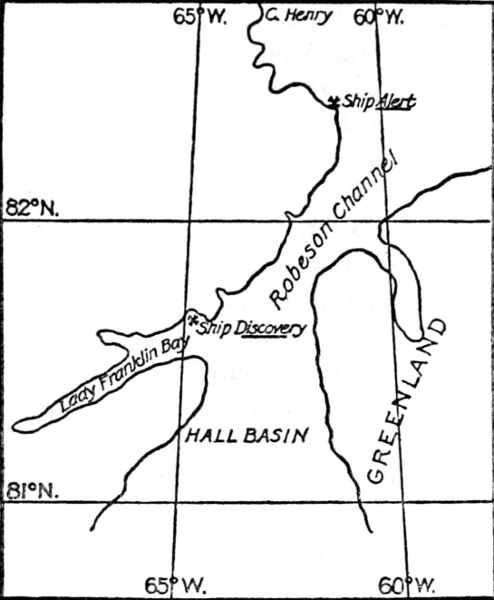 65° W.
C. Henry
60° W.
Ship Alert
Robeson Channel
82° N.
Ship Discovery
Lady Franklin Bay
GREENLAND
HALL BASIN
81° N.
65° W.
60° W.